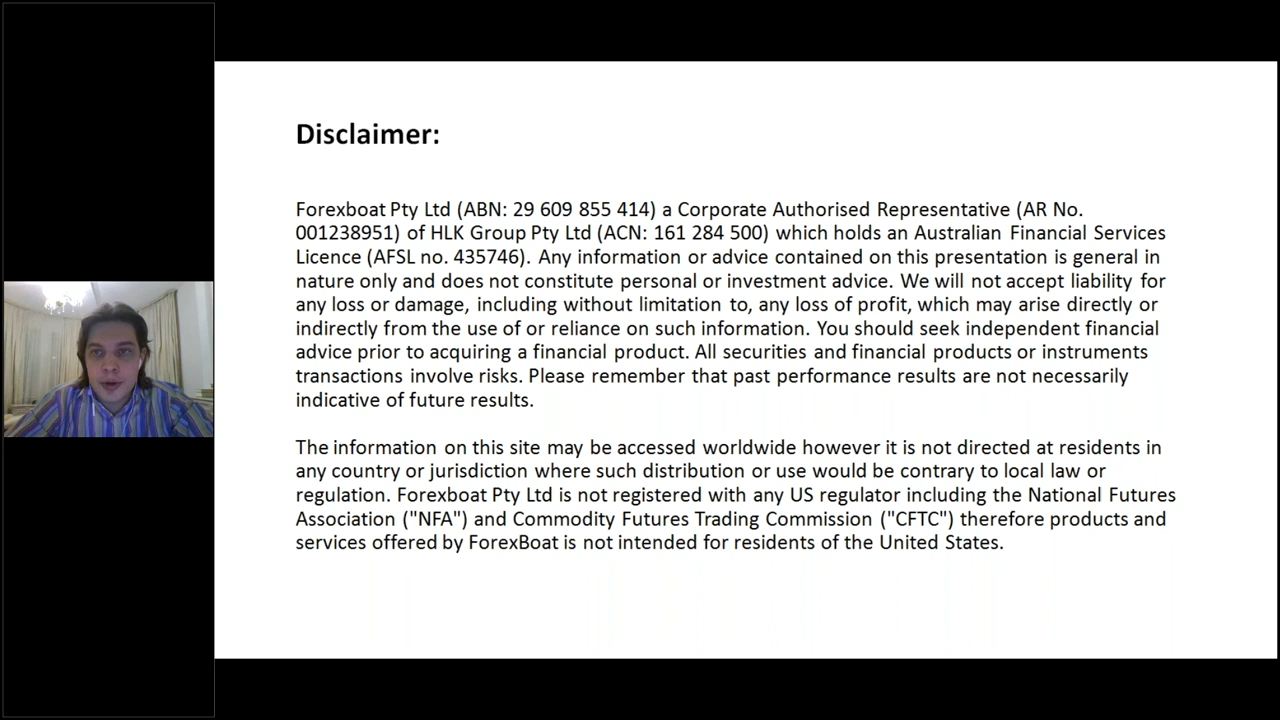 Disclaimer:
Forexboat Pty Ltd (ABN: 29 609 855 414) a Corporate Authorised Representative (AR No.
001238951) of HLK Group Pty Ltd (ACN: 161 284 500) which holds an Australian Financial Services
Licence (AFSL no. 435746). Any information or advice contained on this presentation is general in
nature only and does not constitute personal or investment advice. We will not accept liability for
any loss or damage, including without limitation to, any loss of profit, which may arise directly or
indirectly from the use of or reliance on such information. You should seek independent financial
advice prior to acquiring a financial product. All securities and financial products or instruments
transactions involve risks. Please remember that past performance results are not necessarily
indicative of future results.
The information on this site may be accessed worldwide however it is not directed at residents in
any country or jurisdiction where such distribution or use would be contrary to local law or
regulation. Forexboat Pty Ltd is not registered with any US regulator including the National Futures
Association ("NFA") and Commodity Futures Trading Commission ("CFTC") therefore products and
services offered by ForexBoat is not intended for residents of the United States.